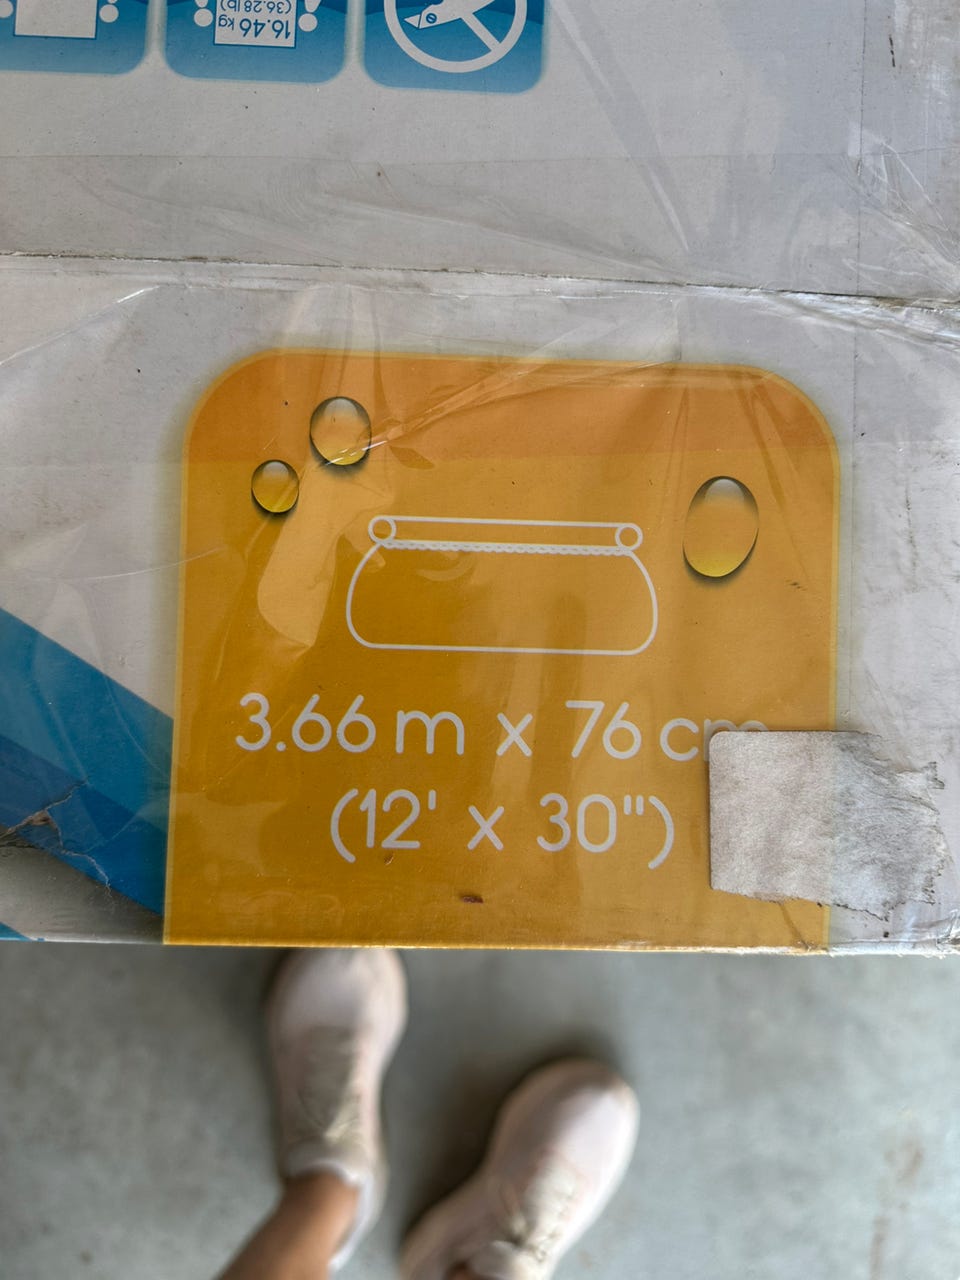 16.46 kg
(36.28 lb)
3.66 m x 76 cm
(12' x 30")